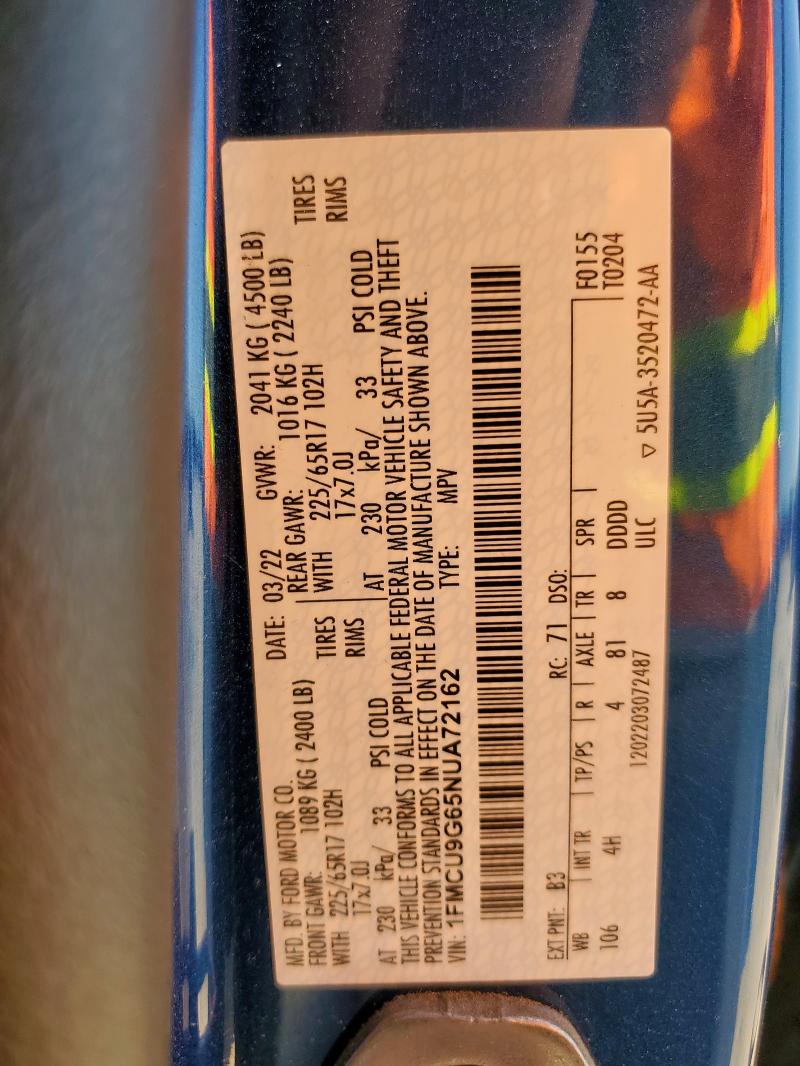 MFD. BY FORD MOTOR CO. DATE: 03/22 GVWR: 2041 KG ( 4500 LB)
FRONT GAWR: 1089 KG ( 2400 LB) REAR GAWR: 1016 KG ( 2240 LB)
WITH 225/65R17 102H TIRES WITH 225/65R17 102H TIRES
17x7.0J RIMS 17x7.0J RIMS
AT 230 kPa/ 33 PSI COLD AT 230 kPa/ 33 PSI COLD
THIS VEHICLE CONFORMS TO ALL APPLICABLE FEDERAL MOTOR VEHICLE SAFETY AND THEFT
PREVENTION STANDARDS IN EFFECT ON THE DATE OF MANUFACTURE SHOWN ABOVE.
VIN: 1FMCU9G65NUA72162 TYPE: MPV
EXT PNT: B3 RC: 71 DSO:
WB INT TR TP/PS R AXLE TR SPR F0155
106 4H 4 81 8 DDDD T0204
1202203072487 ULC ▽ 5U5A-3520472-AA